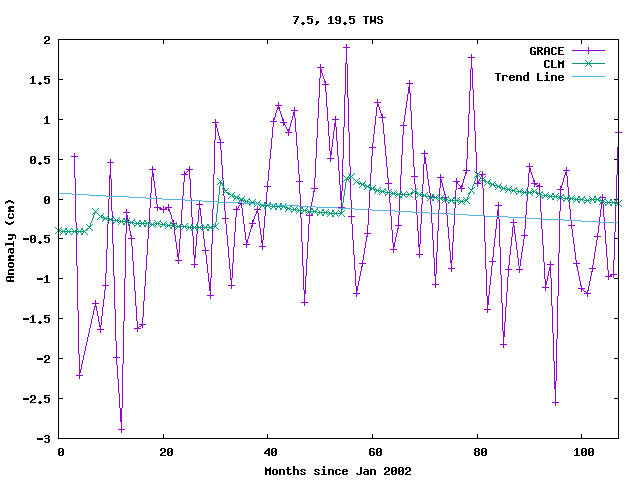 7.5, 19.5 TWS
GRACE
CLM
Trend Line
2
1.5
1
0.5
0
-0.5
-1
-1.5
-2
-2.5
-3
Anomaly (cm)
0 20 40 60 80 100
Months since Jan 2002